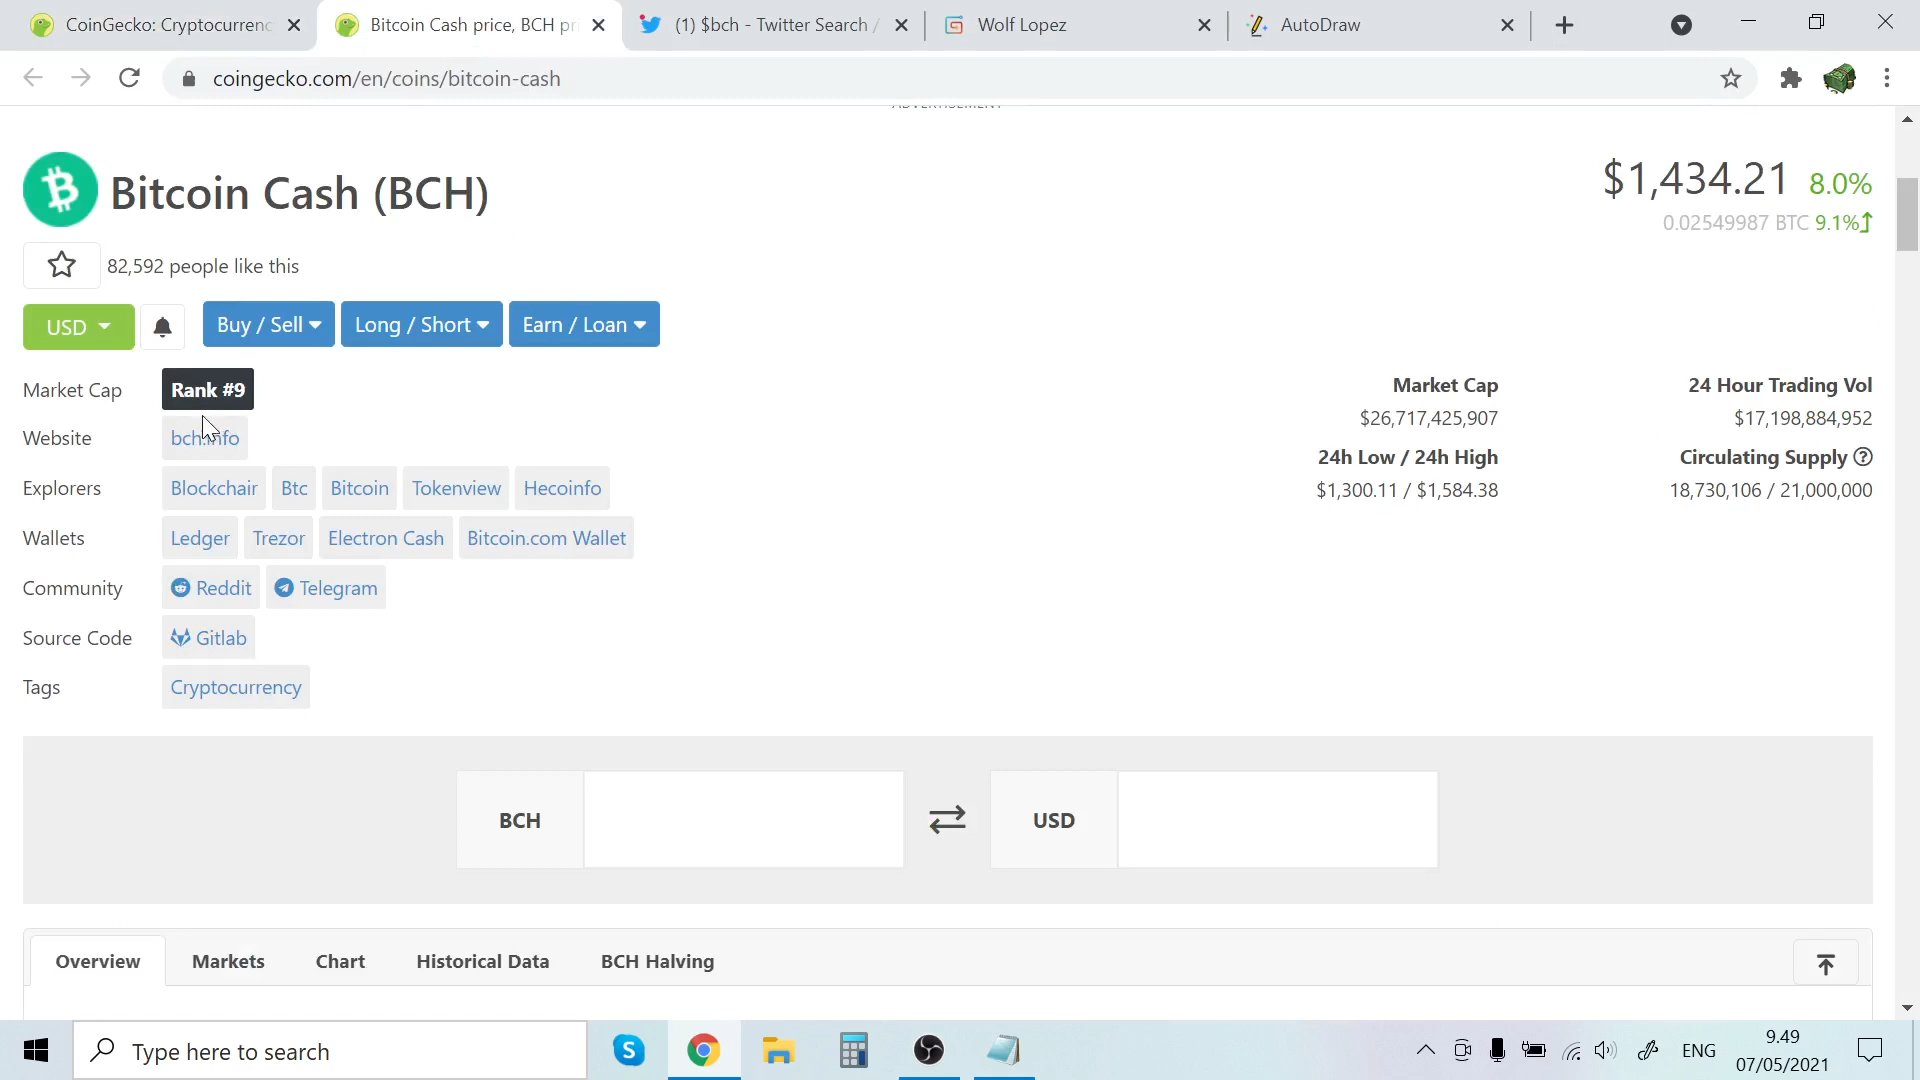 CoinGecko: Cryptocurrenc
Bitcoin Cash price, BCH pr
(1) $bch - Twitter Search /
Wolf Lopez
AutoDraw
coingecko.com/en/coins/bitcoin-cash
ADVERTISEMENT
Bitcoin Cash (BCH)
$1,434.21 8.0%
0.02549987 BTC 9.1%
82,592 people like this
USD
Buy / Sell
Long / Short
Earn / Loan
Market Cap Rank #9
Website bch.info
Explorers Blockchair Btc Bitcoin Tokenview Hecoinfo
Wallets Ledger Trezor Electron Cash Bitcoin.com Wallet
Community Reddit Telegram
Source Code Gitlab
Tags Cryptocurrency
Market Cap
$26,717,425,907
24 Hour Trading Vol
$17,198,884,952
24h Low / 24h High
$1,300.11 / $1,584.38
Circulating Supply ?
18,730,106 / 21,000,000
BCH
USD
Overview Markets Chart Historical Data BCH Halving
Type here to search
ENG
9.49
07/05/2021